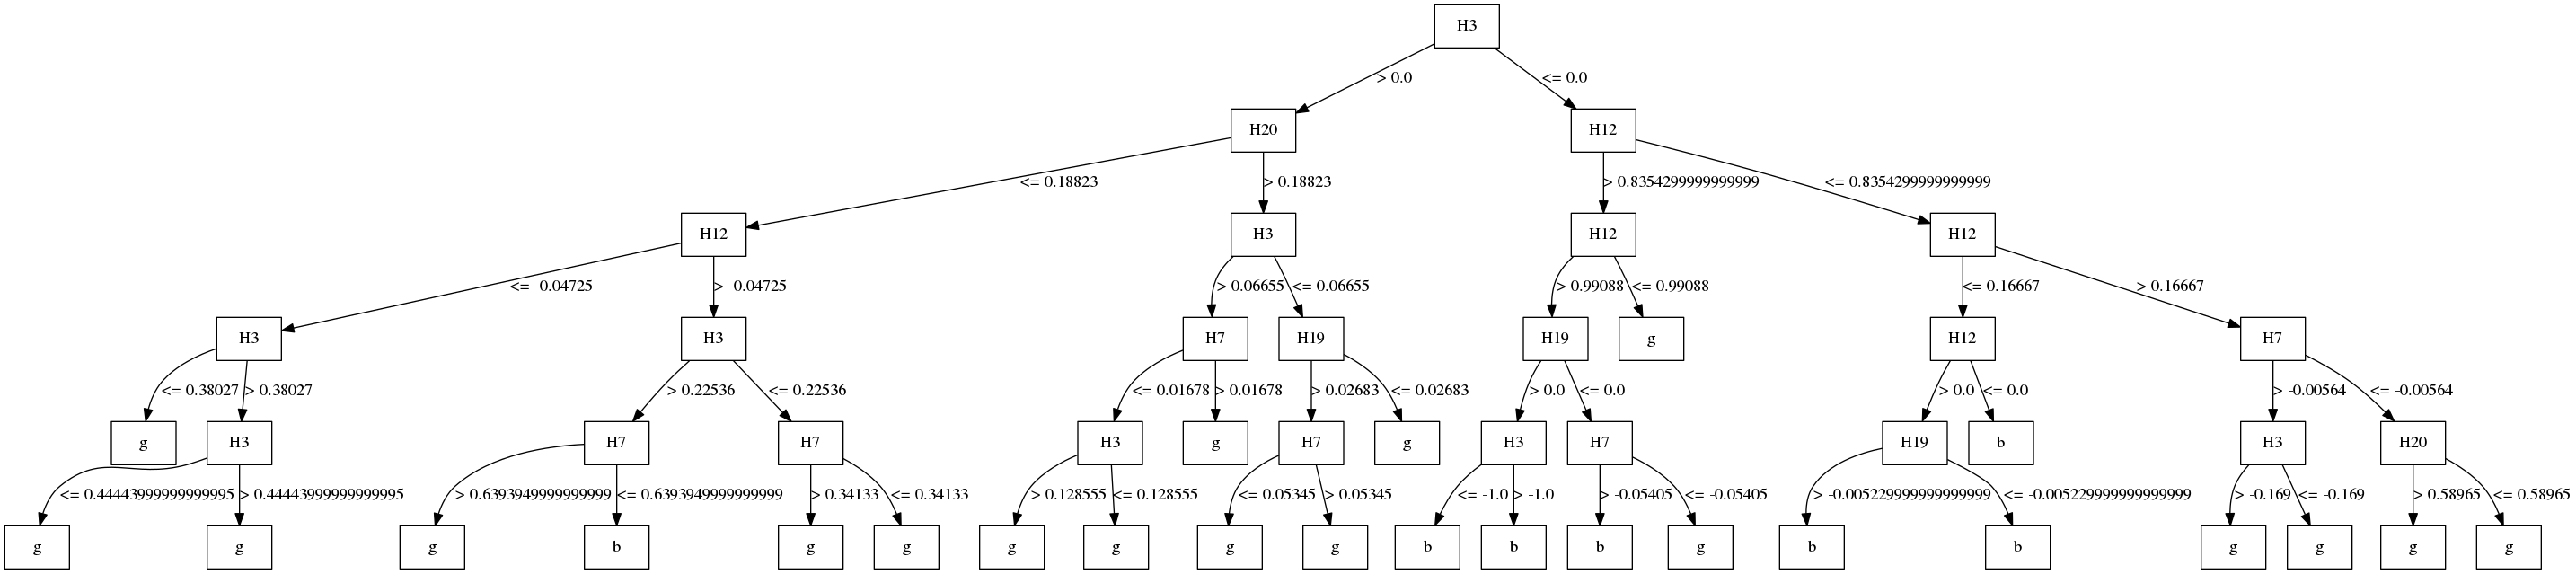 H3
> 0.0 <= 0.0
H20 H12
<= 0.18823 > 0.18823 > 0.8354299999999999 <= 0.8354299999999999
H12 H3 H12 H12
<= -0.04725 > -0.04725 > 0.06655 <= 0.06655 > 0.99088 <= 0.99088 <= 0.16667 > 0.16667
H3 H3 H7 H19 H19 g H12 H7
<= 0.38027 > 0.38027 > 0.22536 <= 0.22536 <= 0.01678 > 0.01678 > 0.02683 <= 0.02683 > 0.0 <= 0.0 > 0.0 <= 0.0 > -0.00564 <= -0.00564
g H3 H7 H7 H3 g H7 g H3 H7 H19 b H3 H20
<= 0.44443999999999995 > 0.44443999999999995 > 0.6393949999999999 <= 0.6393949999999999 > 0.34133 <= 0.34133 > 0.128555 <= 0.128555 <= 0.05345 > 0.05345 <= -1.0 > -1.0 > -0.05405 <= -0.05405 > -0.005229999999999999 <= -0.005229999999999999 > -0.169 <= -0.169 > 0.58965 <= 0.58965
g g g b g g g g g g b b b g b b g g g g